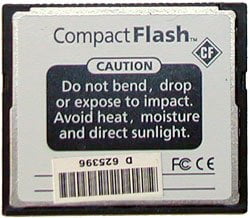 CompactFlash™
CF
CAUTION
Do not bend, drop
or expose to impact.
Avoid heat, moisture
and direct sunlight.
D 625396
FC CE